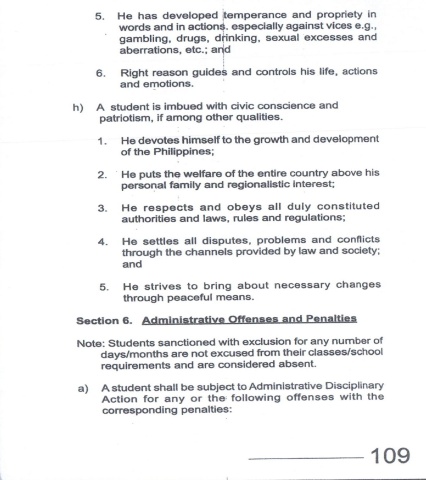 5. He has developed temperance and propriety in
words and in actions. especially against vices e.g.,
gambling, drugs, drinking, sexual excesses and
aberrations, etc.; and
6. Right reason guides and controls his life, actions
and emotions.
h) A student is imbued with civic conscience and
patriotism, if among other qualities.
1. He devotes himself to the growth and development
of the Philippines;
2. He puts the welfare of the entire country above his
personal family and regionalistic interest;
3. He respects and obeys all duly constituted
authorities and laws, rules and regulations;
4. He settles all disputes, problems and conflicts
through the channels provided by law and society;
and
5. He strives to bring about necessary changes
through peaceful means.
Section 6. Administrative Offenses and Penalties
Note: Students sanctioned with exclusion for any number of
days/months are not excused from their classes/school
requirements and are considered absent.
a) A student shall be subject to Administrative Disciplinary
Action for any or the following offenses with the
corresponding penalties:
109